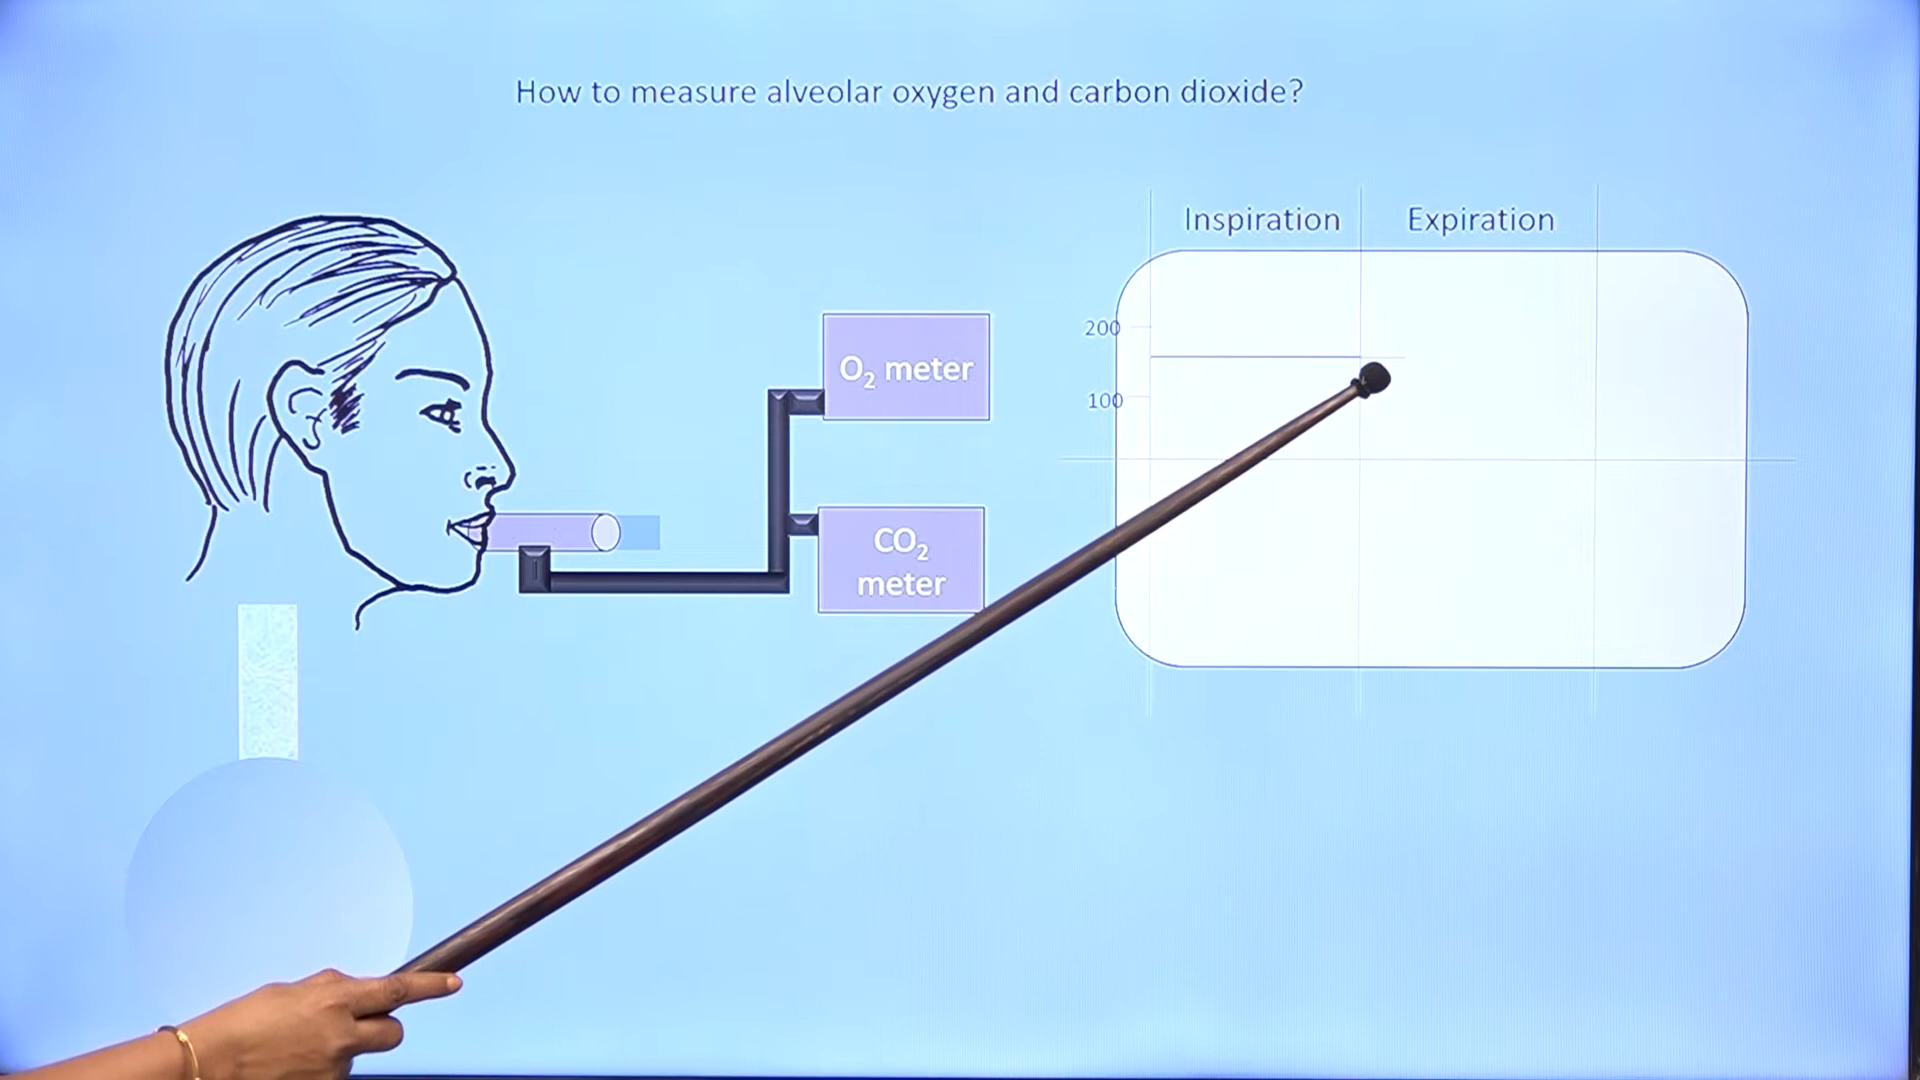 How to measure alveolar oxygen and carbon dioxide?
Inspiration Expiration
200
100
O₂ meter
CO₂
meter